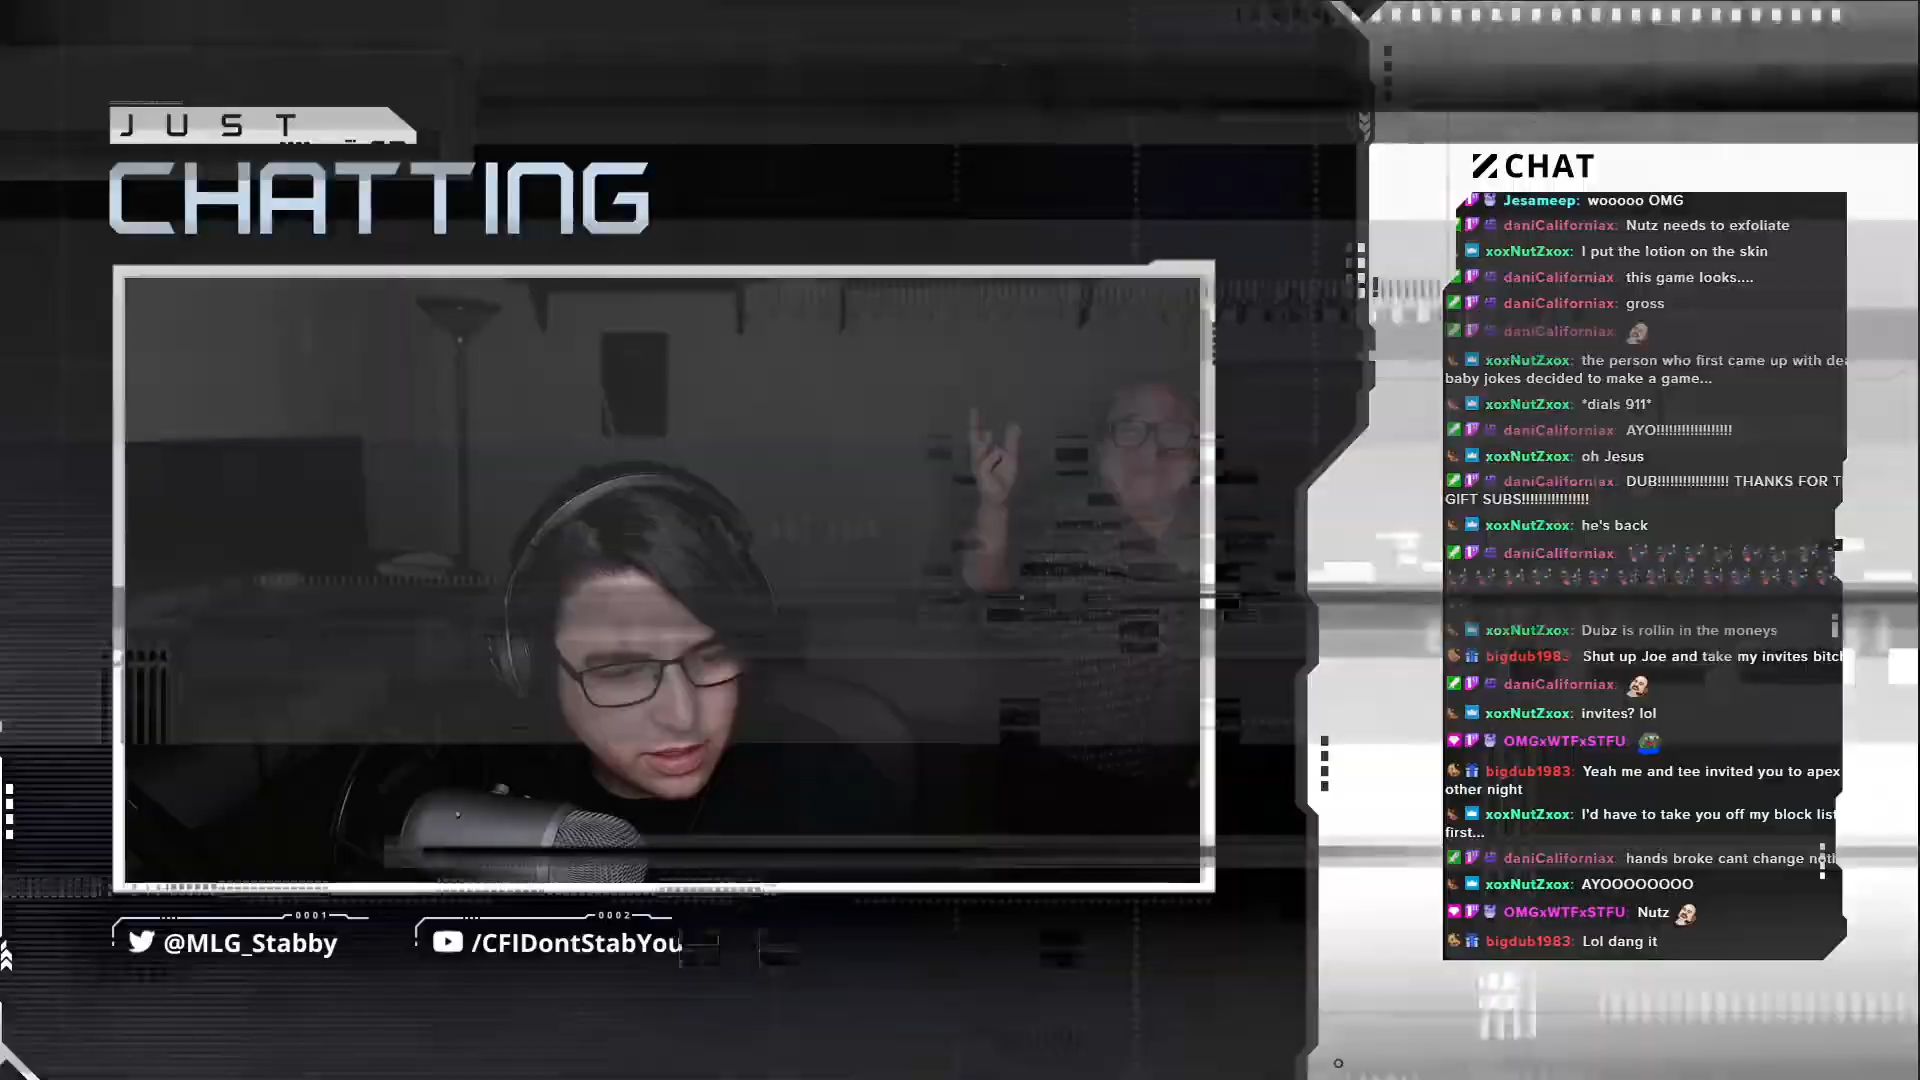 JUST
CHATTING
CHAT
Jesameep: wooooo OMG
daniCaliforniax: Nutz needs to exfoliate
xoxNutZxox: I put the lotion on the skin
daniCaliforniax: this game looks....
daniCaliforniax: gross
daniCaliforniax:
xoxNutZxox: the person who first came up with
baby jokes decided to make a game...
xoxNutZxox: *dials 911*
daniCaliforniax: AYO!!!!!!!!!!!!!!!!!!
xoxNutZxox: oh Jesus
daniCaliforniax: DUB!!!!!!!!!!!!!!!!! THANKS FOR
GIFT SUBS!!!!!!!!!!!!!!!!
xoxNutZxox: he's back
daniCaliforniax:
xoxNutZxox: Dubz is rollin in the moneys
bigdub1983: Shut up Joe and take my invites
daniCaliforniax:
xoxNutZxox: invites? lol
OMGxWTFxSTFU:
bigdub1983: Yeah me and tee invited you to apex
other night
xoxNutZxox: I'd have to take you off my block list
first...
daniCaliforniax: hands broke cant change
xoxNutZxox: AYOOOOOOOO
OMGxWTFxSTFU: Nutz
bigdub1983: Lol dang it
0001
0002
@MLG_Stabby
/CFIDontStabYou